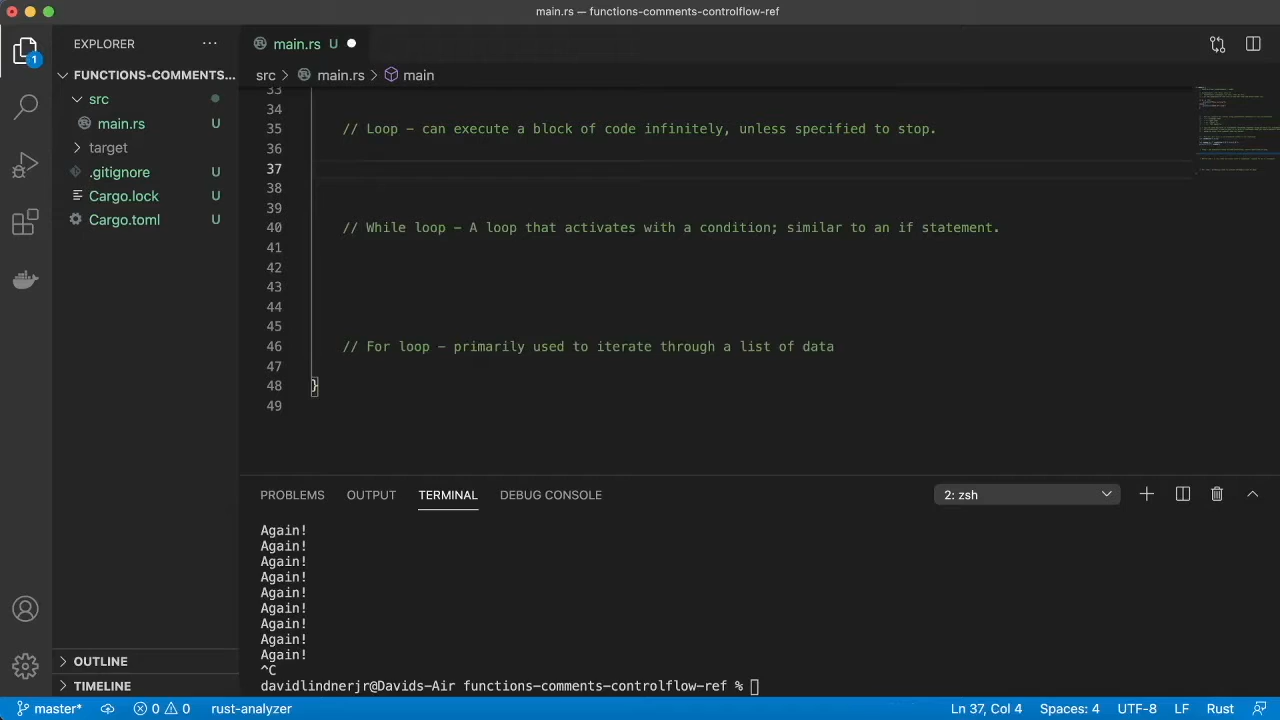 main.rs — functions-comments-controlflow-ref
EXPLORER ···
main.rs U
1
FUNCTIONS-COMMENTS...
src > main.rs > main
src
main.rs U
target
.gitignore U
Cargo.lock U
Cargo.toml U
33
34
35 // Loop – can execute a block of code infinitely, unless specified to stop.
36
37
38
39
40 // While loop – A loop that activates with a condition; similar to an if statement.
41
42
43
44
45
46 // For loop – primarily used to iterate through a list of data
47
48 }
49
PROBLEMS OUTPUT TERMINAL DEBUG CONSOLE 2: zsh
Again!
Again!
Again!
Again!
Again!
Again!
Again!
Again!
Again!
^C
davidlindnerjr@Davids-Air functions-comments-controlflow-ref %
OUTLINE
TIMELINE
master* 0 0 rust-analyzer Ln 37, Col 4 Spaces: 4 UTF-8 LF Rust